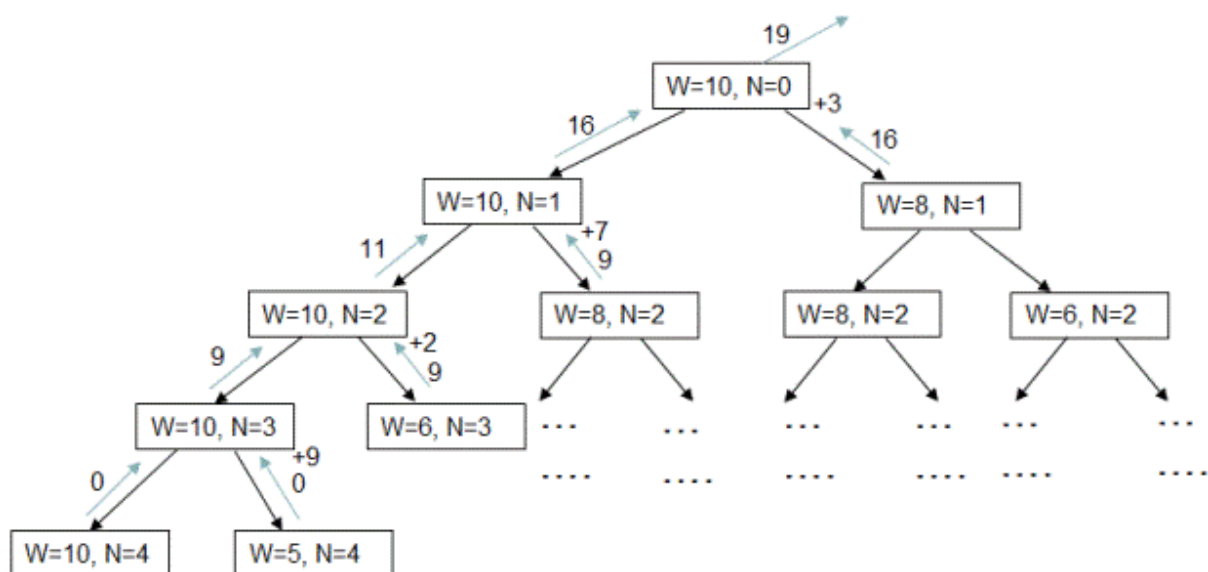 19
W=10, N=0
+3
16
16
W=10, N=1
W=8, N=1
+7
11
9
W=10, N=2
W=8, N=2
W=8, N=2
W=6, N=2
+2
9
9
W=10, N=3
W=6, N=3
... ... ... ... ... ...
+9
0
0
.... .... .... .... .... ....
W=10, N=4
W=5, N=4